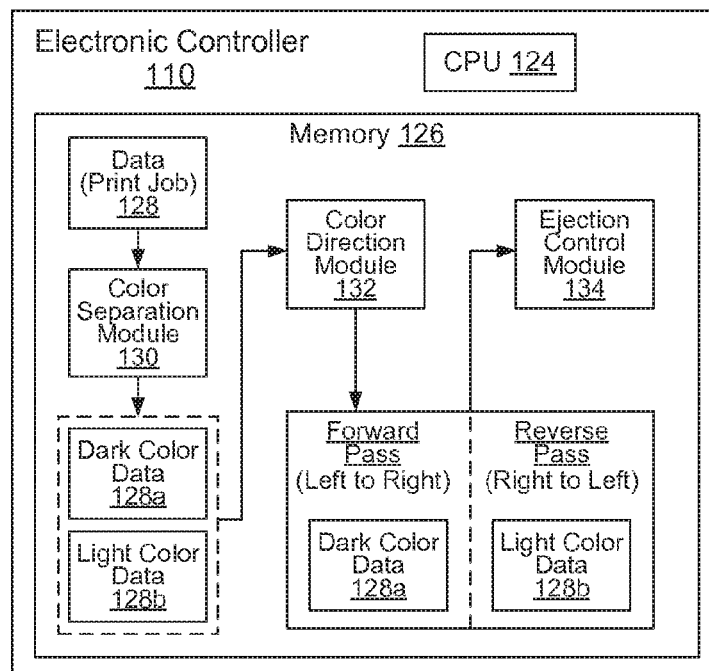 Electronic Controller
110
CPU 124
Memory 126
Data
(Print Job)
128
Color
Separation
Module
130
Dark Color
Data
128a
Light Color
Data
128b
Color
Direction
Module
132
Ejection
Control
Module
134
Forward
Pass
(Left to Right)
Dark Color
Data
128a
Reverse
Pass
(Right to Left)
Light Color
Data
128b